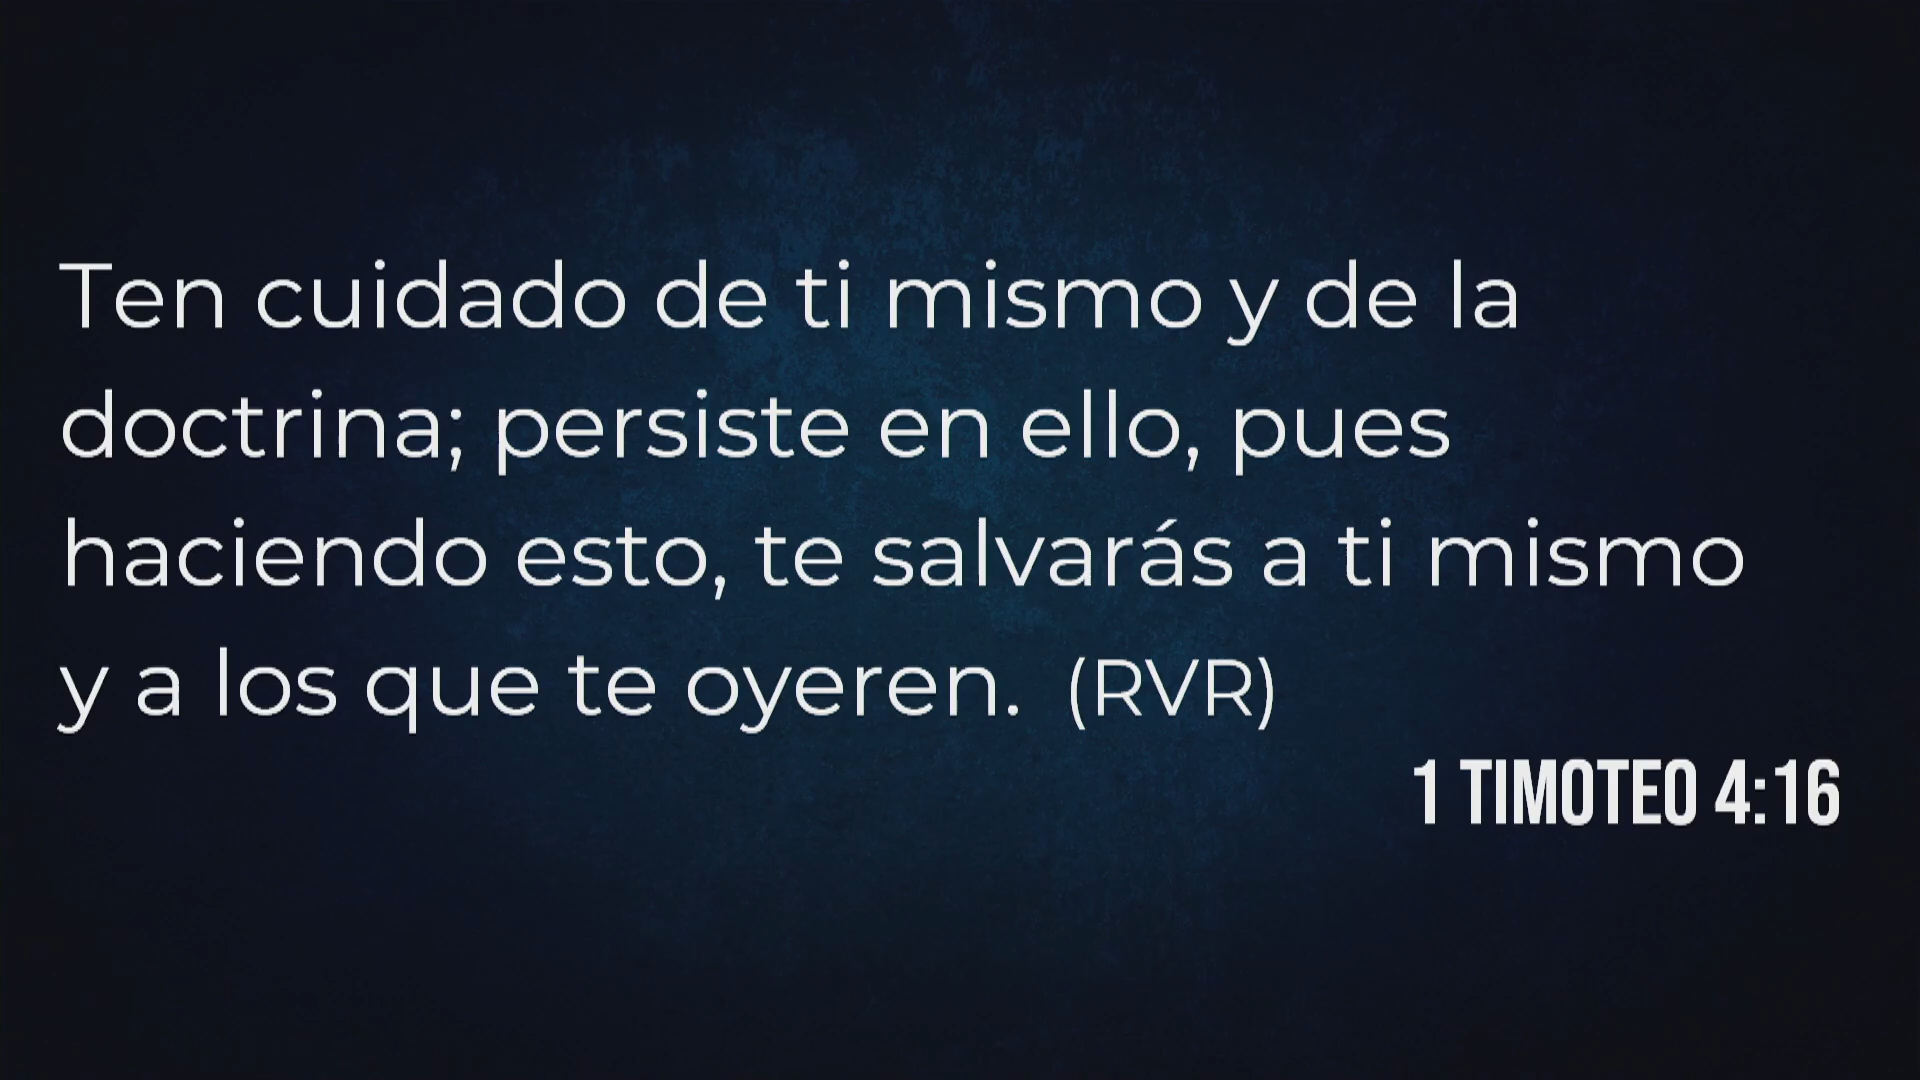 Ten cuidado de ti mismo y de la
doctrina; persiste en ello, pues
haciendo esto, te salvarás a ti mismo
y a los que te oyeren. (RVR)
1 TIMOTEO 4:16